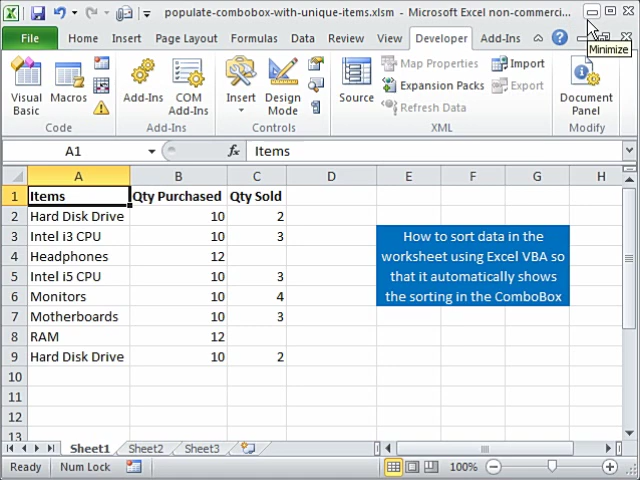 populate-combobox-with-unique-items.xlsm - Microsoft Excel non-commerci...
File Home Insert Page Layout Formulas Data Review View Developer Add-Ins
Minimize
Visual Basic
Macros
Code
Add-Ins
COM Add-Ins
Add-Ins
Insert
Design Mode
Controls
Source
Map Properties
Expansion Packs
Refresh Data
Import
Export
XML
Document Panel
Modify
A1 fx Items
A B C D E F G H
1 Items Qty Purchased Qty Sold
2 Hard Disk Drive 10 2
3 Intel i3 CPU 10 3
4 Headphones 12
5 Intel i5 CPU 10 3
6 Monitors 10 4
7 Motherboards 10 3
8 RAM 12
9 Hard Disk Drive 10 2
10
11
12
13
How to sort data in the
worksheet using Excel VBA so
that it automatically shows
the sorting in the ComboBox
Sheet1 Sheet2 Sheet3
Ready Num Lock 100%